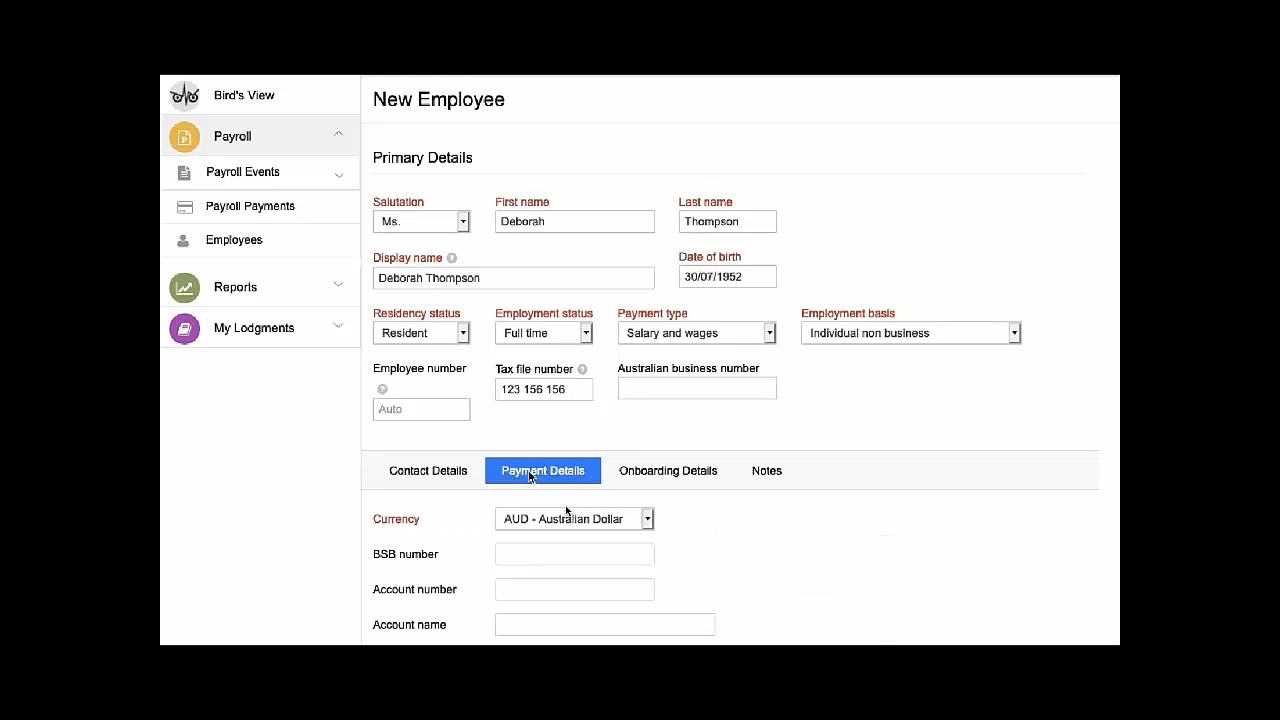 Bird's View
Payroll
Payroll Events
Payroll Payments
Employees
Reports
My Lodgments
New Employee
Primary Details
Salutation First name Last name
Ms. Deborah Thompson
Display name ? Date of birth
Deborah Thompson 30/07/1952
Residency status Employment status Payment type Employment basis
Resident Full time Salary and wages Individual non business
Employee number Tax file number ? Australian business number
? 123 156 156
Auto
Contact Details Payment Details Onboarding Details Notes
Currency AUD - Australian Dollar
BSB number
Account number
Account name